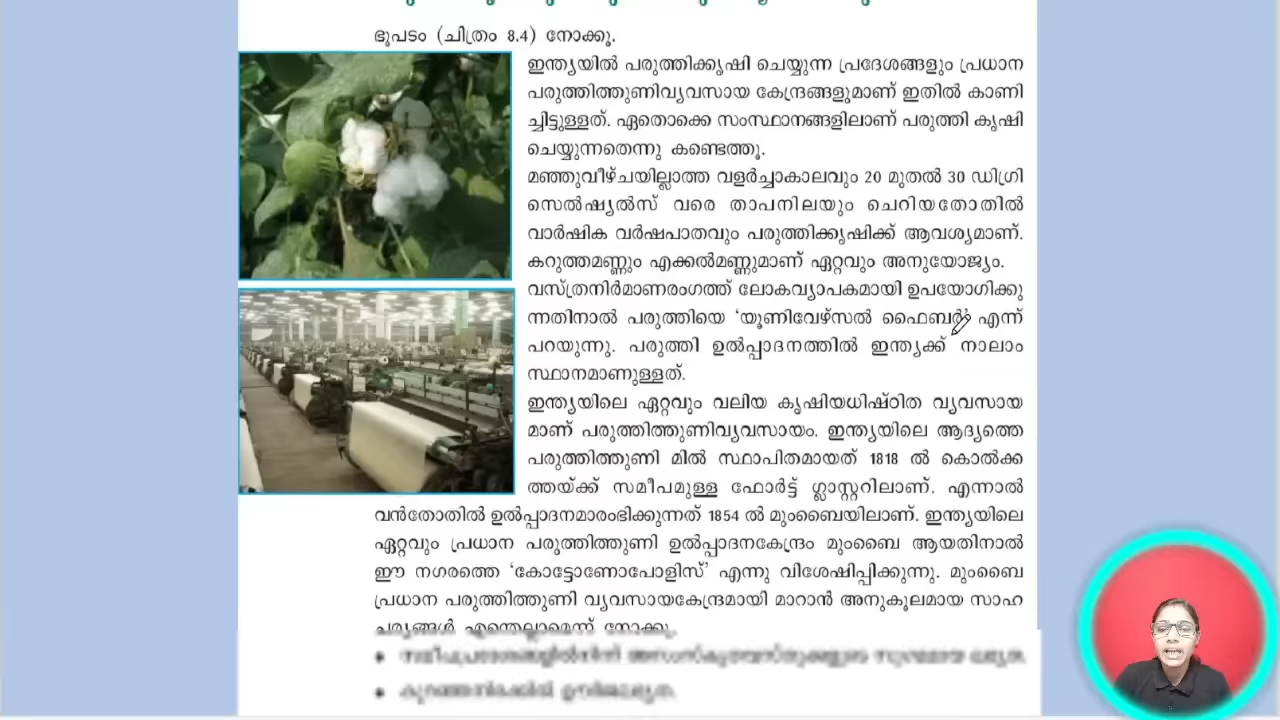 ഭൂപടം (ചിത്രം 8.4) നോക്കൂ.
ഇന്ത്യയിൽ പരുത്തിക്കൃഷി ചെയ്യുന്ന പ്രദേശങ്ങളും പ്രധാന
പരുത്തിത്തുണിവ്യവസായ കേന്ദ്രങ്ങളുമാണ് ഇതിൽ കാണി
ച്ചിട്ടുള്ളത്. ഏതൊക്കെ സംസ്ഥാനങ്ങളിലാണ് പരുത്തി കൃഷി
ചെയ്യുന്നതെന്നു കണ്ടെത്തൂ.
മഞ്ഞുവീഴ്ചയില്ലാത്ത വളർച്ചാകാലവും 20 മുതൽ 30 ഡിഗ്രി
സെൽഷ്യൽസ് വരെ താപനിലയും ചെറിയതോതിൽ
വാർഷിക വർഷപാതവും പരുത്തിക്കൃഷിക്ക് ആവശ്യമാണ്.
കറുത്തമണ്ണും എക്കൽമണ്ണുമാണ് ഏറ്റവും അനുയോജ്യം.
വസ്ത്രനിർമാണരംഗത്ത് ലോകവ്യാപകമായി ഉപയോഗിക്കു
ന്നതിനാൽ പരുത്തിയെ ‘യൂണിവേഴ്സൽ ഫൈബർ’ എന്ന്
പറയുന്നു. പരുത്തി ഉൽപ്പാദനത്തിൽ ഇന്ത്യക്ക് നാലാം
സ്ഥാനമാണുള്ളത്.
ഇന്ത്യയിലെ ഏറ്റവും വലിയ കൃഷിയധിഷ്ഠിത വ്യവസായ
മാണ് പരുത്തിത്തുണിവ്യവസായം. ഇന്ത്യയിലെ ആദ്യത്തെ
പരുത്തിത്തുണി മിൽ സ്ഥാപിതമായത് 1818 ൽ കൊൽക്ക
ത്തയ്ക്ക് സമീപമുള്ള ഫോർട്ട് ഗ്ലാസ്റ്ററിലാണ്. എന്നാൽ
വൻതോതിൽ ഉൽപ്പാദനമാരംഭിക്കുന്നത് 1854 ൽ മുംബൈയിലാണ്. ഇന്ത്യയിലെ
ഏറ്റവും പ്രധാന പരുത്തിത്തുണി ഉൽപ്പാദനകേന്ദ്രം മുംബൈ ആയതിനാൽ
ഈ നഗരത്തെ ‘കോട്ടോണോപോളിസ്’ എന്നു വിശേഷിപ്പിക്കുന്നു. മുംബൈ
പ്രധാന പരുത്തിത്തുണി വ്യവസായകേന്ദ്രമായി മാറാൻ അനുകൂലമായ സാഹ
ചര്യങ്ങൾ എന്തെല്ലാമെന്ന് നോക്കൂ.